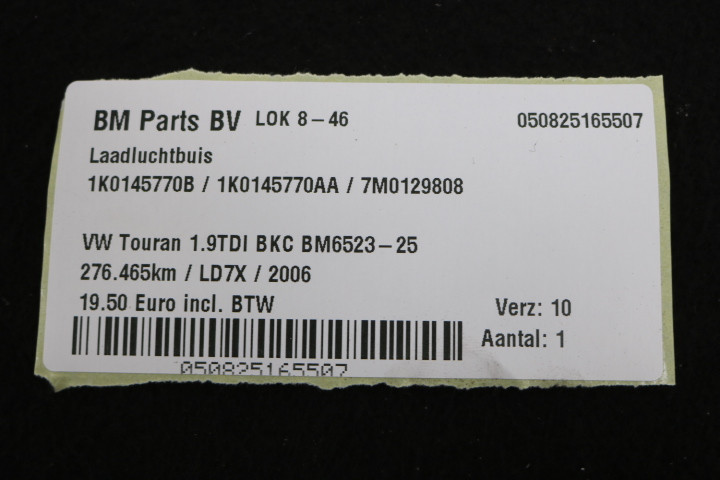 BM Parts BV LOK 8-46 050825165507
Laadluchtbuis
1K0145770B / 1K0145770AA / 7M0129808
VW Touran 1.9TDI BKC BM6523-25
276.465km / LD7X / 2006
19.50 Euro incl. BTW Verz: 10
Aantal: 1
050825165507